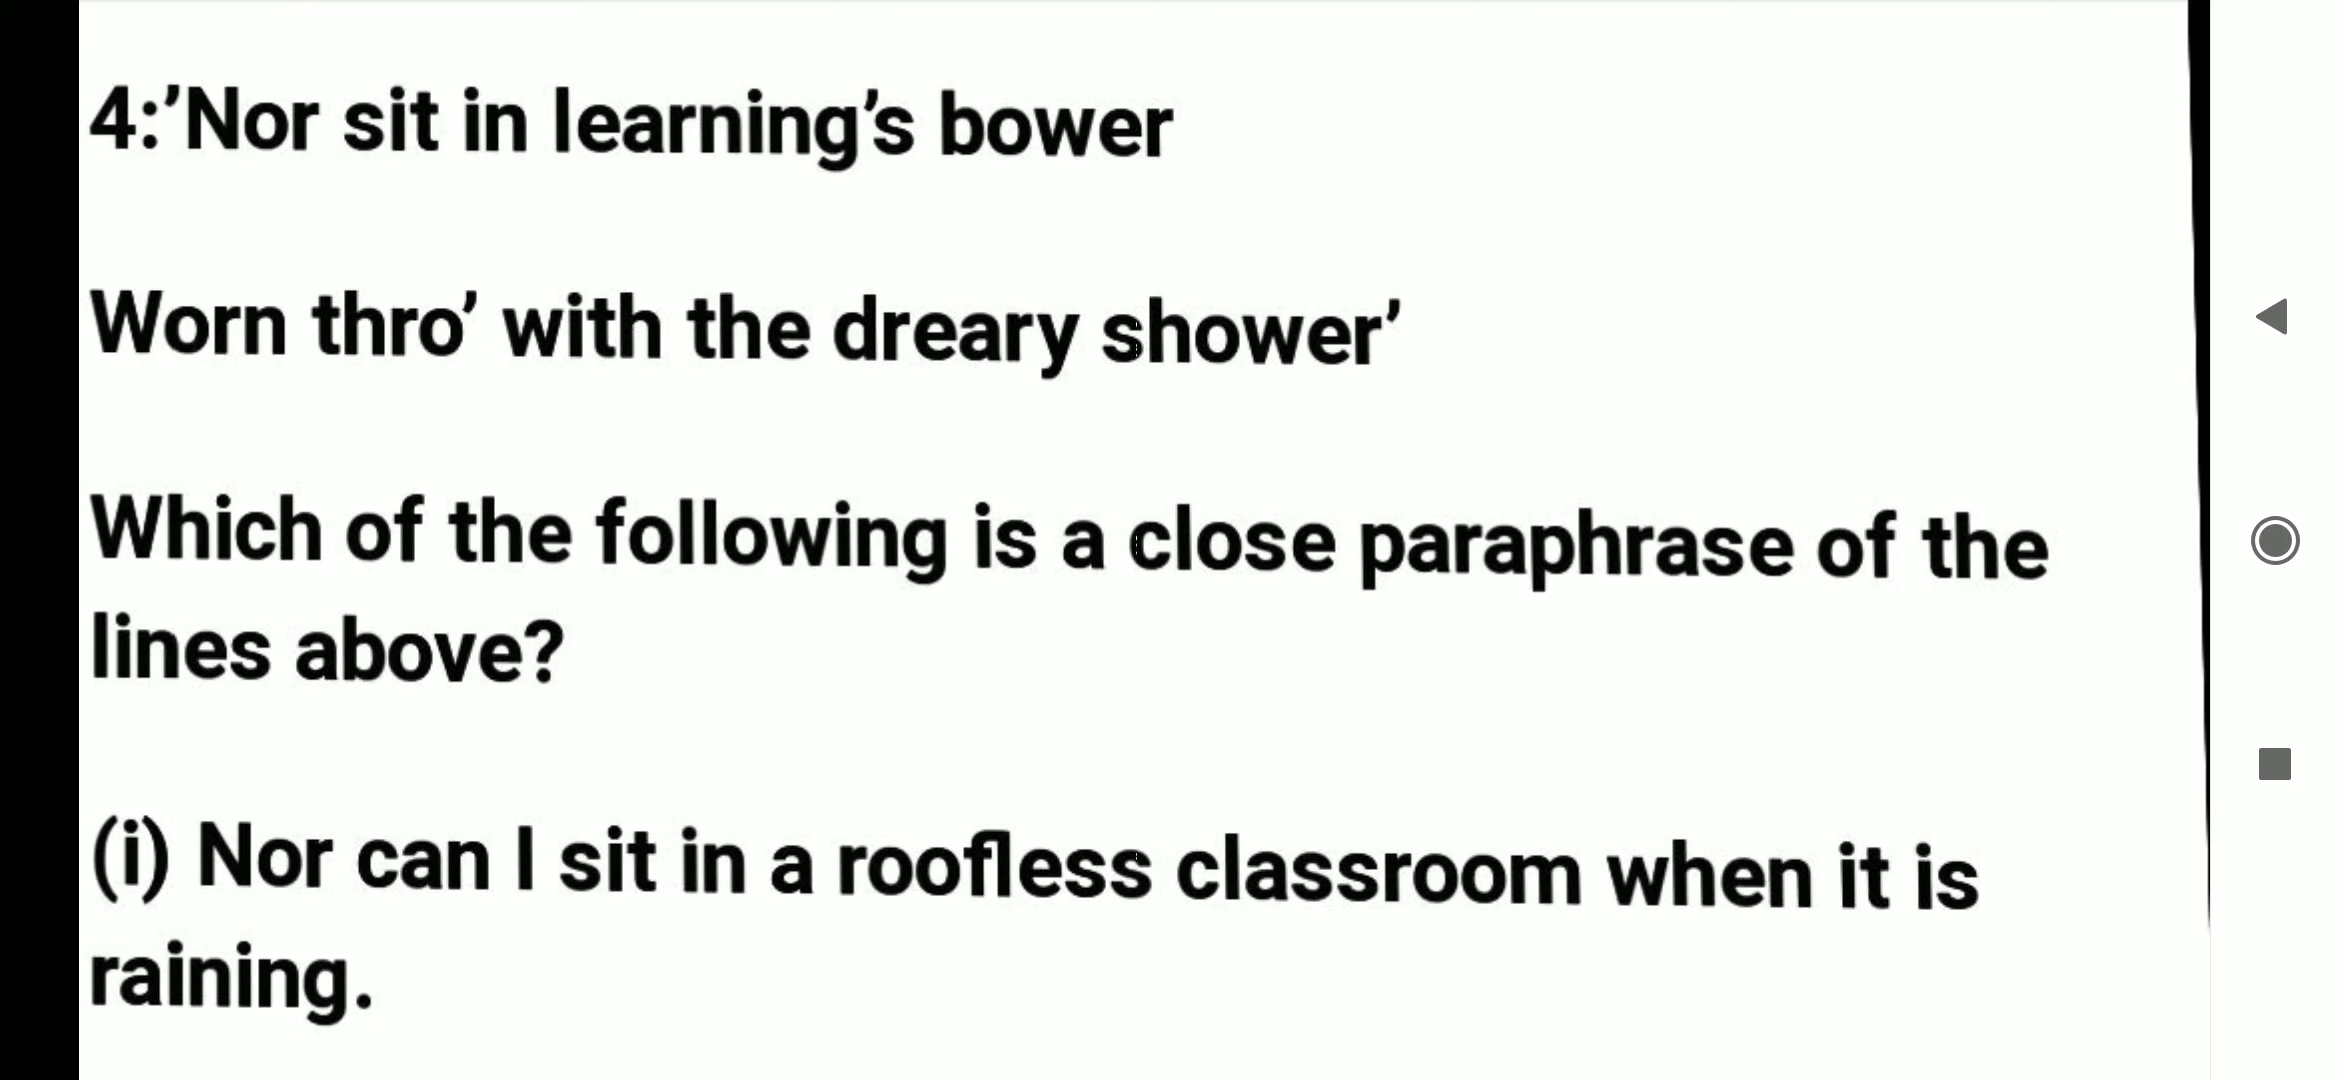 4:’Nor sit in learning’s bower
Worn thro’ with the dreary shower’
Which of the following is a close paraphrase of the
lines above?
(i) Nor can I sit in a roofless classroom when it is
raining.